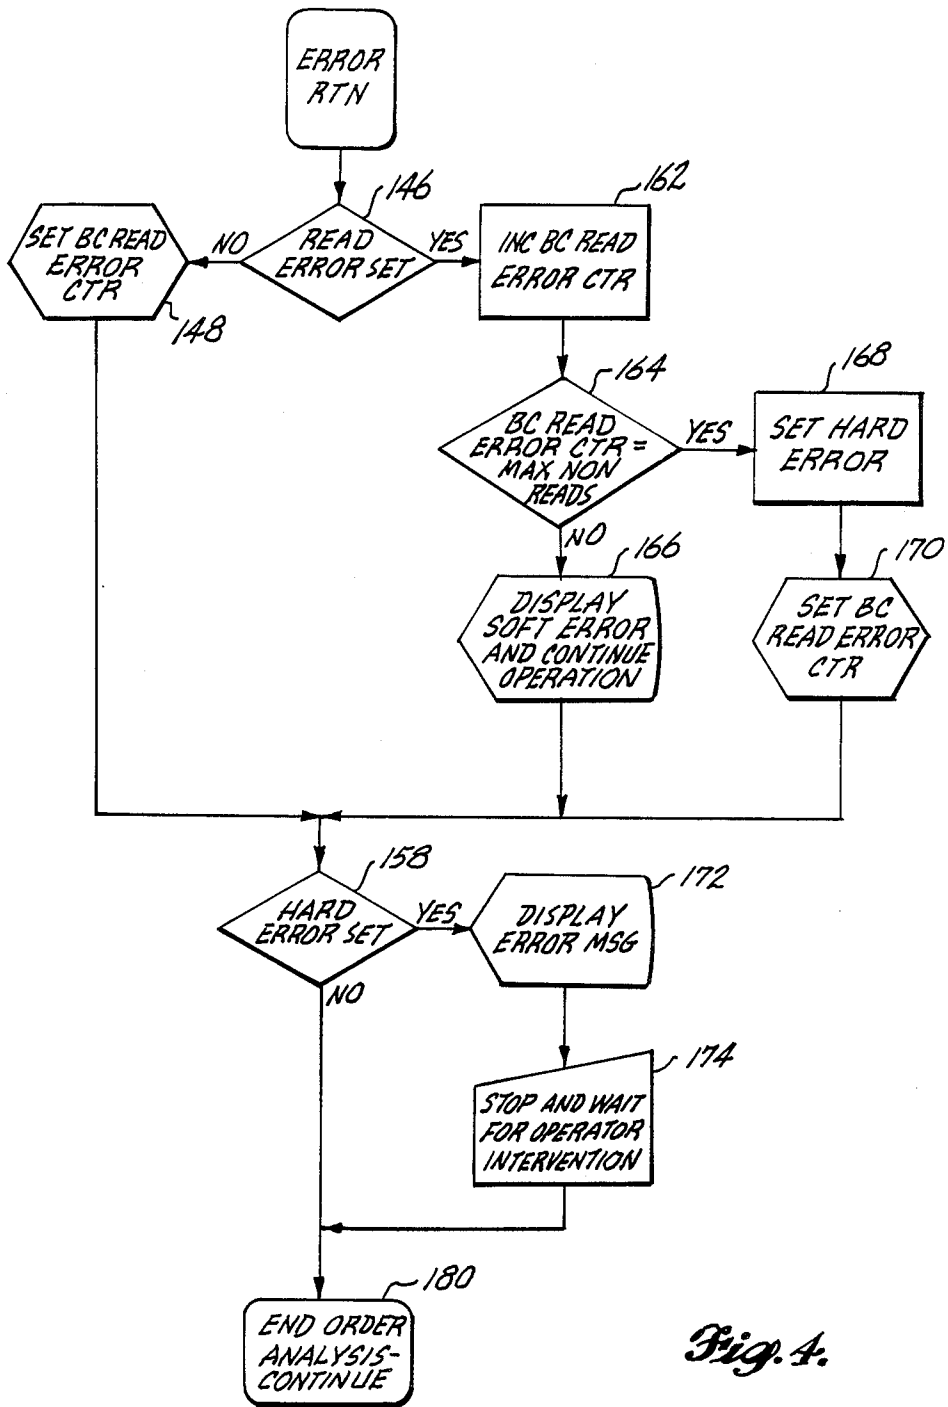 ERROR
RTN
146
162
SET BC READ
ERROR
CTR
NO
READ
ERROR SET
YES
INC BC READ
ERROR CTR
148
164
168
BC READ
ERROR CTR =
MAX NON
READS
YES
SET HARD
ERROR
NO
166
170
DISPLAY
SOFT ERROR
AND CONTINUE
OPERATION
SET BC
READ ERROR
CTR
158
172
HARD
ERROR SET
YES
DISPLAY
ERROR MSG
NO
174
STOP AND WAIT
FOR OPERATOR
INTERVENTION
180
END ORDER
ANALYSIS-
CONTINUE
Fig. 4.